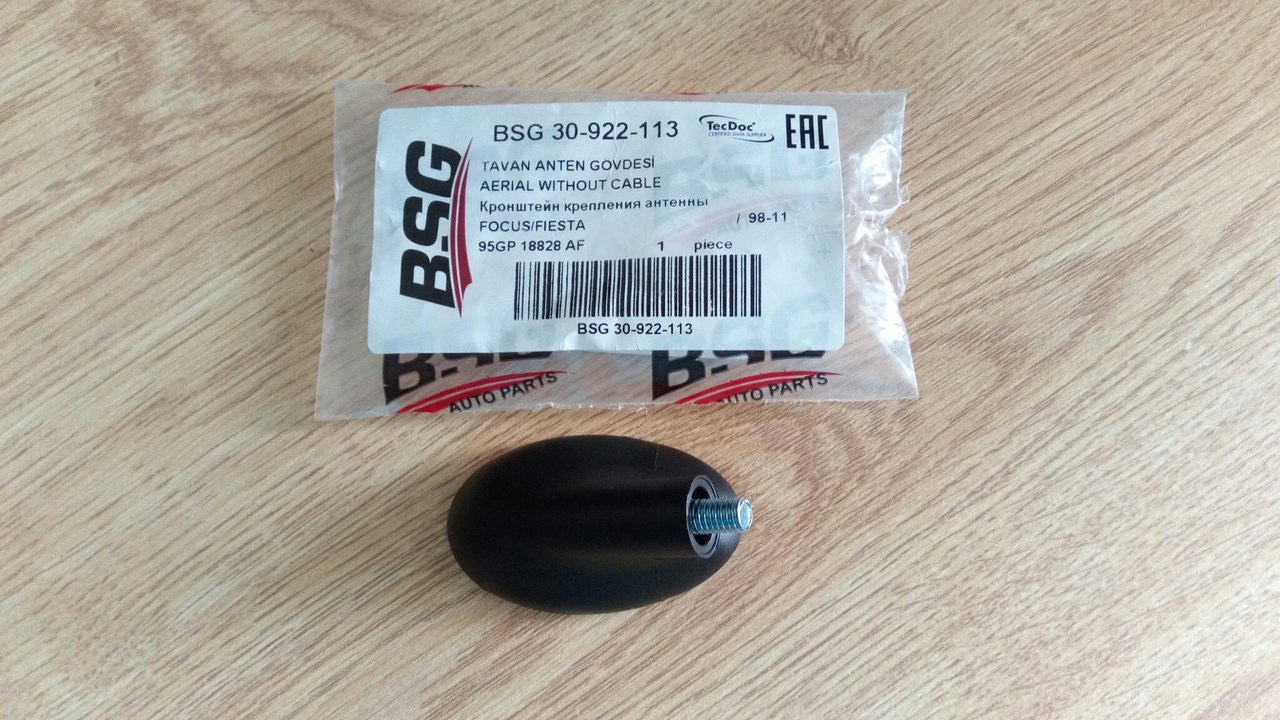 BSG 30-922-113
TecDoc
CERTIFIED DATA SUPPLIER
EAC
BSG
TAVAN ANTEN GÖVDESİ
AERIAL WITHOUT CABLE
Кронштейн крепления антенны
FOCUS/FIESTA / 98-11
95GP 18828 AF 1 piece
BSG 30-922-113
BSG BSG
AUTO PARTS AUTO PARTS